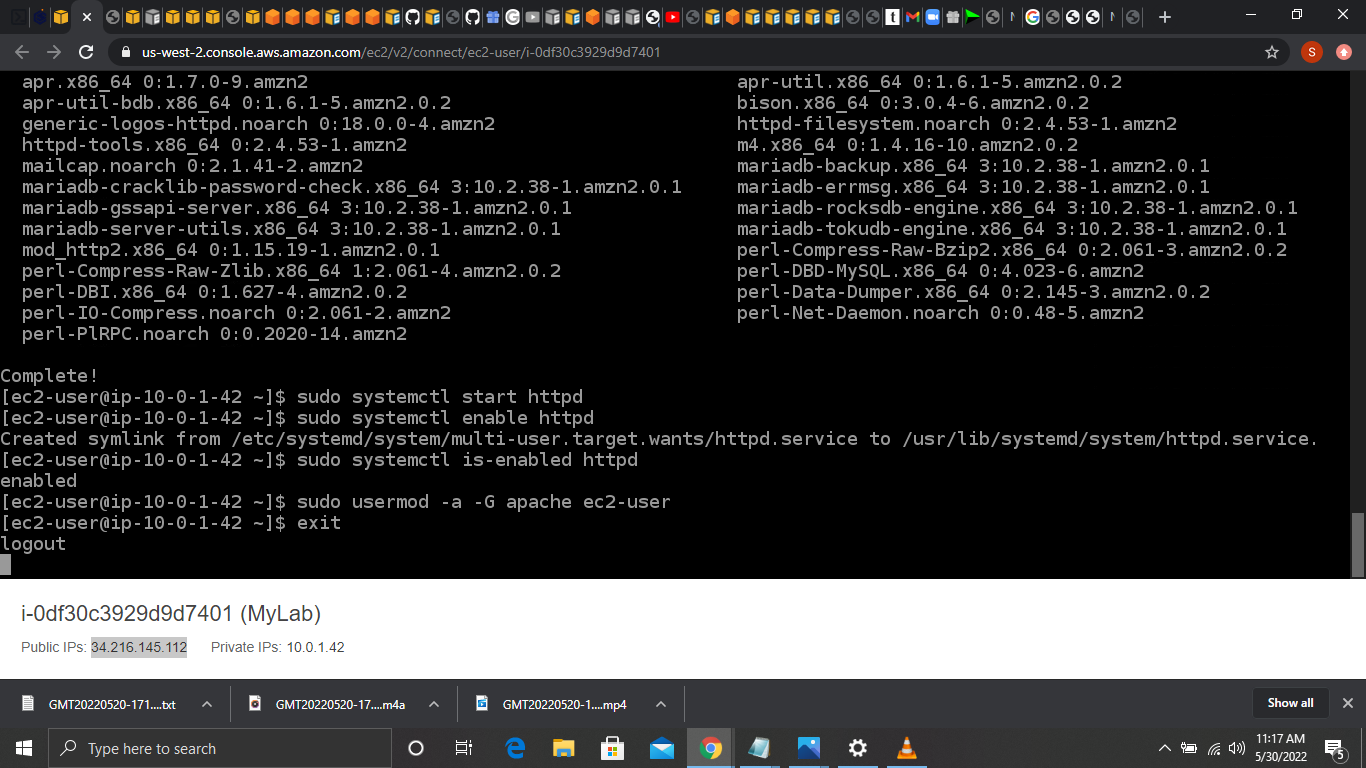 us-west-2.console.aws.amazon.com/ec2/v2/connect/ec2-user/i-0df30c3929d9d7401
S
apr.x86_64 0:1.7.0-9.amzn2 apr-util.x86_64 0:1.6.1-5.amzn2.0.2
apr-util-bdb.x86_64 0:1.6.1-5.amzn2.0.2 bison.x86_64 0:3.0.4-6.amzn2.0.2
generic-logos-httpd.noarch 0:18.0.0-4.amzn2 httpd-filesystem.noarch 0:2.4.53-1.amzn2
httpd-tools.x86_64 0:2.4.53-1.amzn2 m4.x86_64 0:1.4.16-10.amzn2.0.2
mailcap.noarch 0:2.1.41-2.amzn2 mariadb-backup.x86_64 3:10.2.38-1.amzn2.0.1
mariadb-cracklib-password-check.x86_64 3:10.2.38-1.amzn2.0.1 mariadb-errmsg.x86_64 3:10.2.38-1.amzn2.0.1
mariadb-gssapi-server.x86_64 3:10.2.38-1.amzn2.0.1 mariadb-rocksdb-engine.x86_64 3:10.2.38-1.amzn2.0.1
mariadb-server-utils.x86_64 3:10.2.38-1.amzn2.0.1 mariadb-tokudb-engine.x86_64 3:10.2.38-1.amzn2.0.1
mod_http2.x86_64 0:1.15.19-1.amzn2.0.1 perl-Compress-Raw-Bzip2.x86_64 0:2.061-3.amzn2.0.2
perl-Compress-Raw-Zlib.x86_64 1:2.061-4.amzn2.0.2 perl-DBD-MySQL.x86_64 0:4.023-6.amzn2
perl-DBI.x86_64 0:1.627-4.amzn2.0.2 perl-Data-Dumper.x86_64 0:2.145-3.amzn2.0.2
perl-IO-Compress.noarch 0:2.061-2.amzn2 perl-Net-Daemon.noarch 0:0.48-5.amzn2
perl-PlRPC.noarch 0:0.2020-14.amzn2
Complete!
[ec2-user@ip-10-0-1-42 ~]$ sudo systemctl start httpd
[ec2-user@ip-10-0-1-42 ~]$ sudo systemctl enable httpd
Created symlink from /etc/systemd/system/multi-user.target.wants/httpd.service to /usr/lib/systemd/system/httpd.service.
[ec2-user@ip-10-0-1-42 ~]$ sudo systemctl is-enabled httpd
enabled
[ec2-user@ip-10-0-1-42 ~]$ sudo usermod -a -G apache ec2-user
[ec2-user@ip-10-0-1-42 ~]$ exit
logout
i-0df30c3929d9d7401 (MyLab)
Public IPs: 34.216.145.112 Private IPs: 10.0.1.42
GMT20220520-171....txt GMT20220520-17....m4a GMT20220520-1....mp4 Show all
Type here to search
11:17 AM
5/30/2022
5